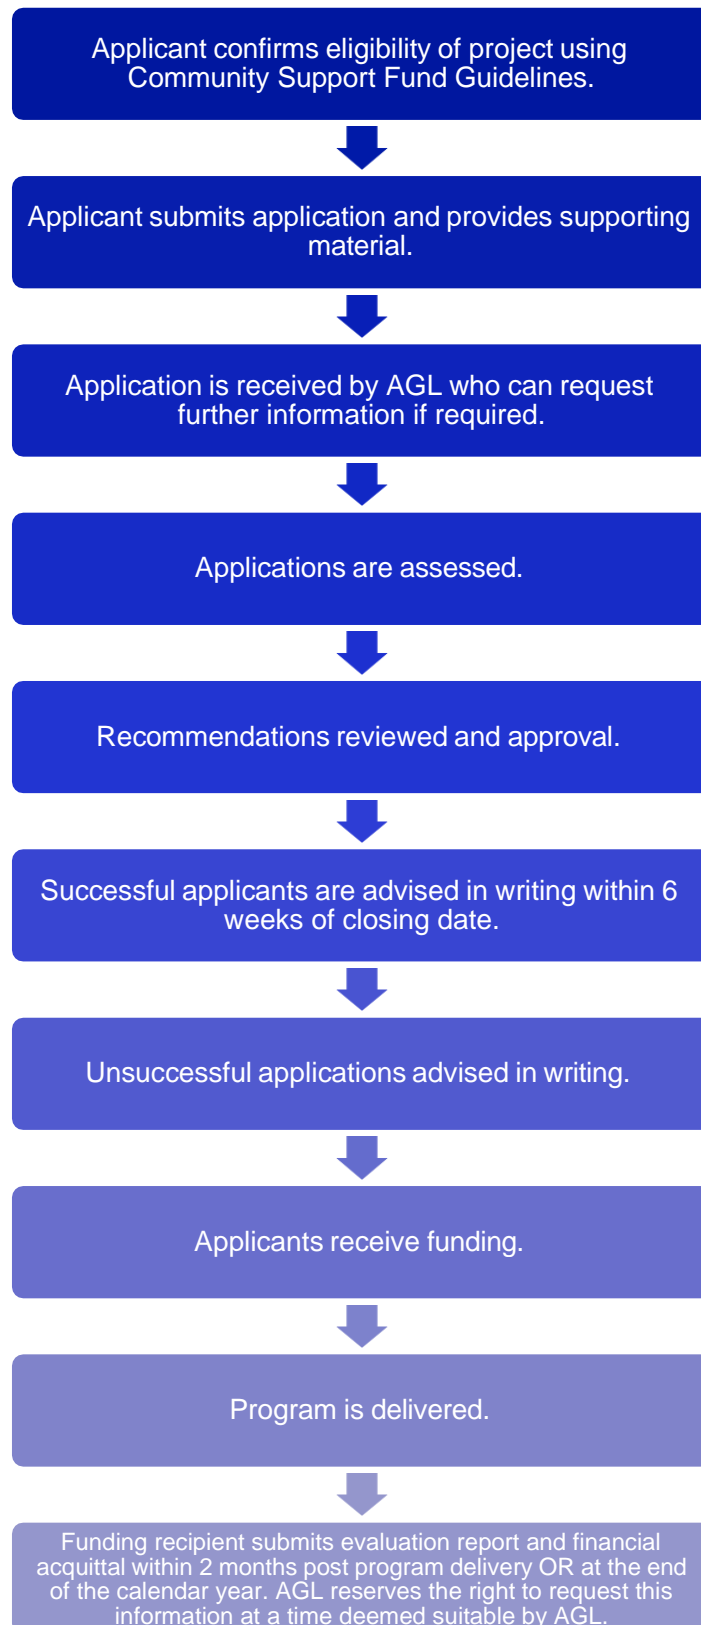 Applicant confirms eligibility of project using
Community Support Fund Guidelines.
Applicant submits application and provides supporting
material.
Application is received by AGL who can request
further information if required.
Applications are assessed.
Recommendations reviewed and approval.
Successful applicants are advised in writing within 6
weeks of closing date.
Unsuccessful applications advised in writing.
Applicants receive funding.
Program is delivered.
Funding recipient submits evaluation report and financial
acquittal within 2 months post program delivery OR at the end
of the calendar year. AGL reserves the right to request this
information at a time deemed suitable by AGL.